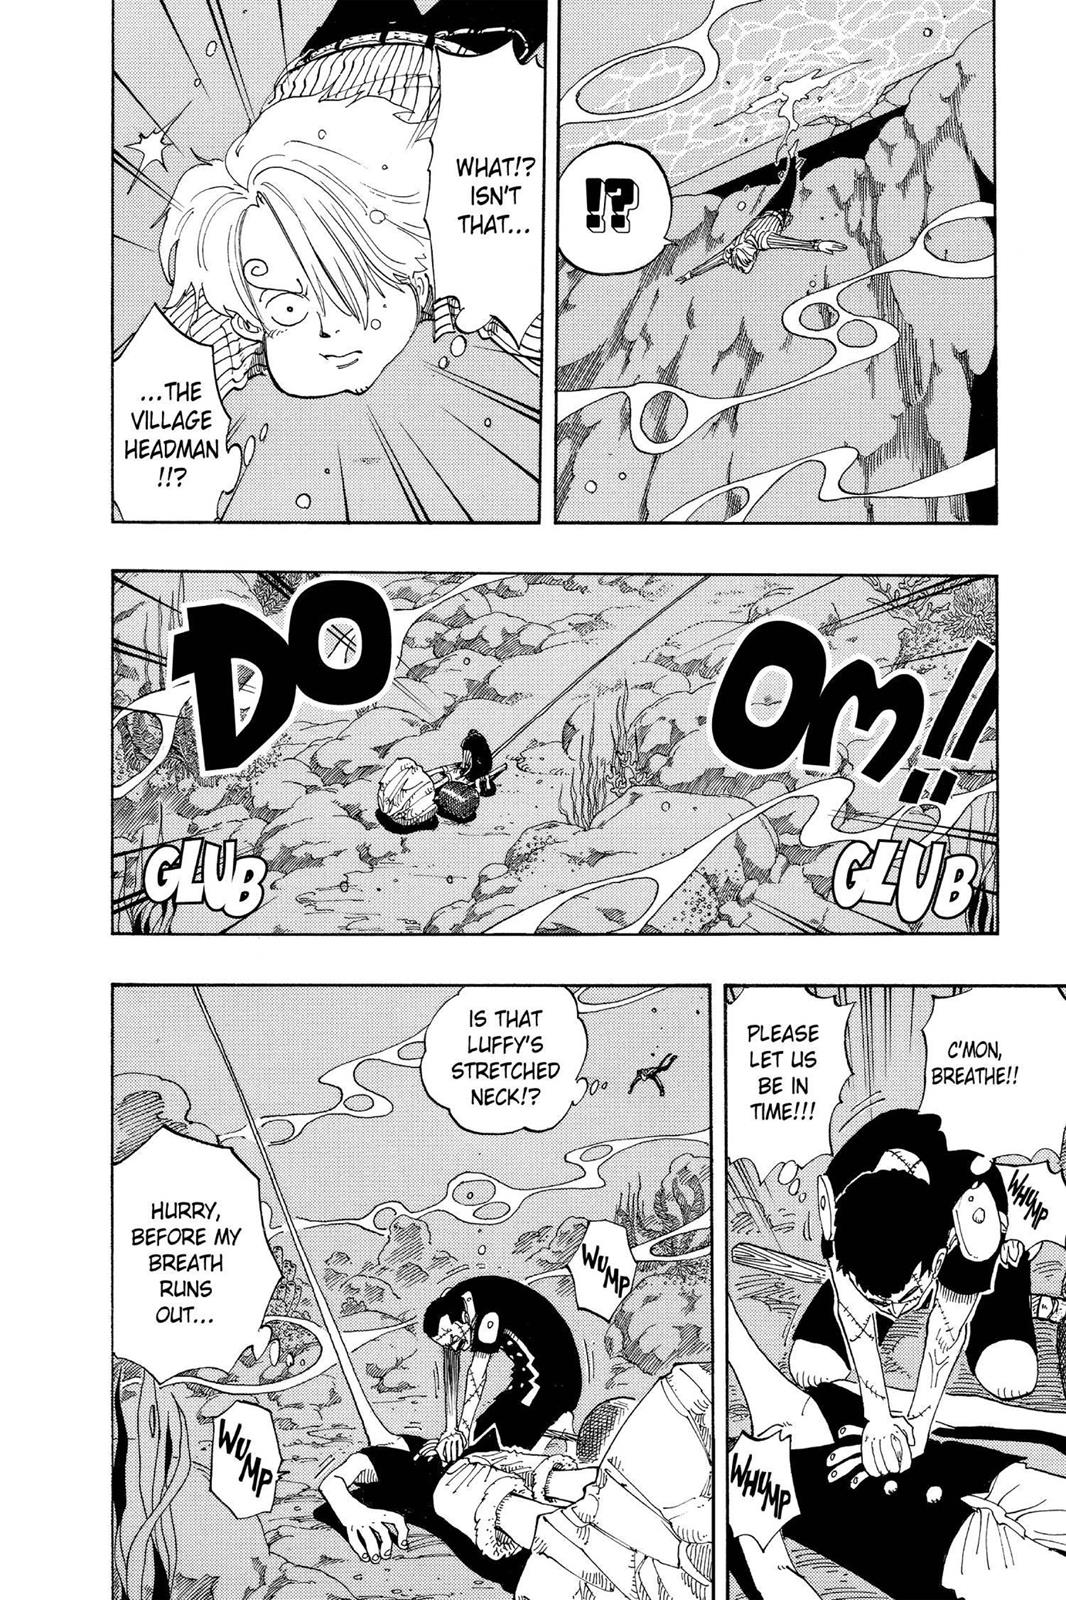 !?
WHAT!?
ISN'T
THAT...
...THE
VILLAGE
HEADMAN
!!?
DO
OM!!
GLUB
GLUB
C'MON,
BREATHE!!
PLEASE
LET US
BE IN
TIME!!!
WHUMP
WHUMP
IS THAT
LUFFY'S
STRETCHED
NECK!?
HURRY,
BEFORE MY
BREATH
RUNS
OUT...
WUMP
WUMP